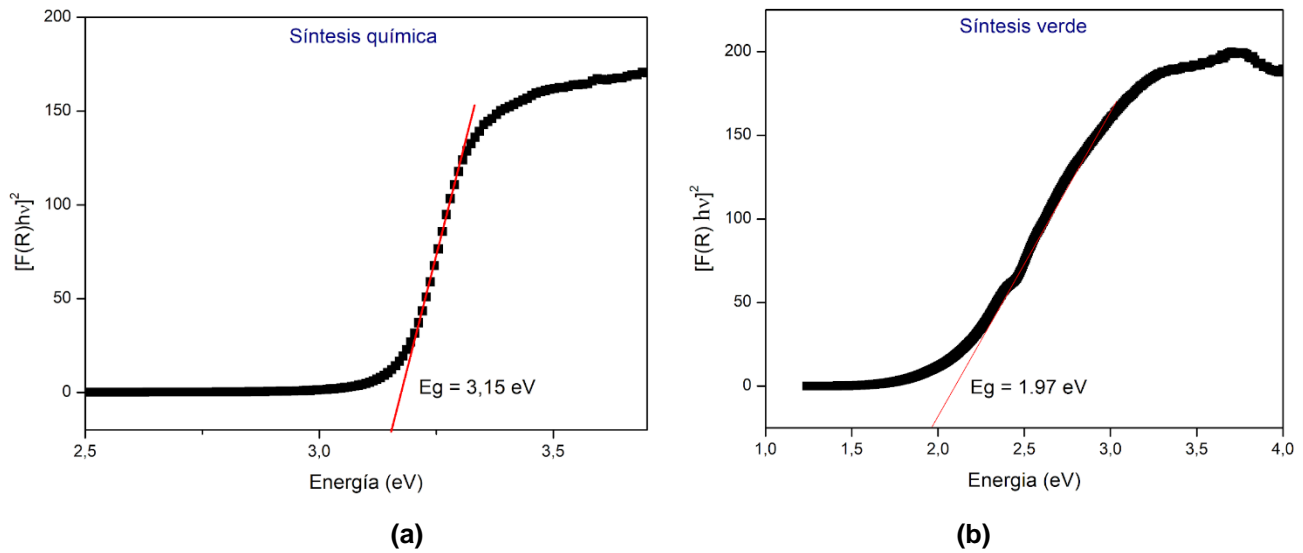 Síntesis química
200
150
100
50
0
[F(R)hν]²
Eg = 3,15 eV
2,5
3,0
3,5
Energía (eV)
(a)
Síntesis verde
200
150
100
50
0
[F(R) hν]²
Eg = 1.97 eV
1,0
1,5
2,0
2,5
3,0
3,5
4,0
Energia (eV)
(b)